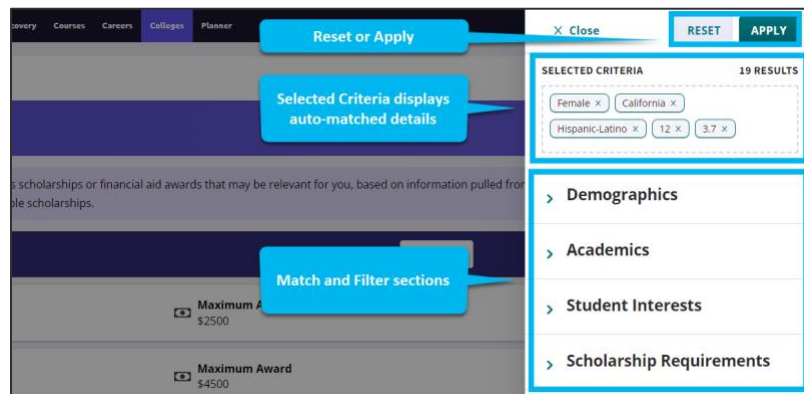 Courses Careers Colleges Planner
Reset or Apply
X Close RESET APPLY
SELECTED CRITERIA 19 RESULTS
Selected Criteria displays
auto-matched details
Female × California ×
Hispanic-Latino × 12 × 3.7 ×
scholarships or financial aid awards that may be relevant for you, based on information pulled
scholarships.
> Demographics
> Academics
Match and Filter sections
> Student Interests
Maximum
$2500
> Scholarship Requirements
Maximum Award
$4500